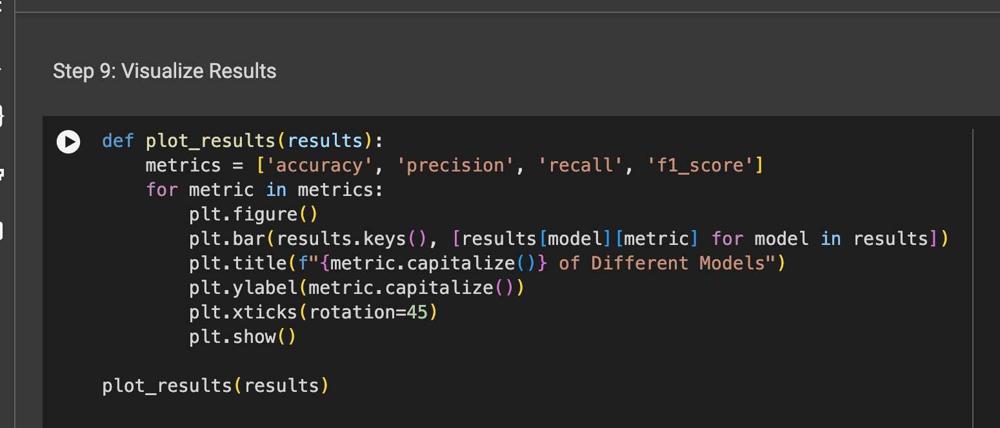 Step 9: Visualize Results
def plot_results(results):
    metrics = ['accuracy', 'precision', 'recall', 'f1_score']
    for metric in metrics:
        plt.figure()
        plt.bar(results.keys(), [results[model][metric] for model in results])
        plt.title(f"{metric.capitalize()} of Different Models")
        plt.ylabel(metric.capitalize())
        plt.xticks(rotation=45)
        plt.show()
plot_results(results)